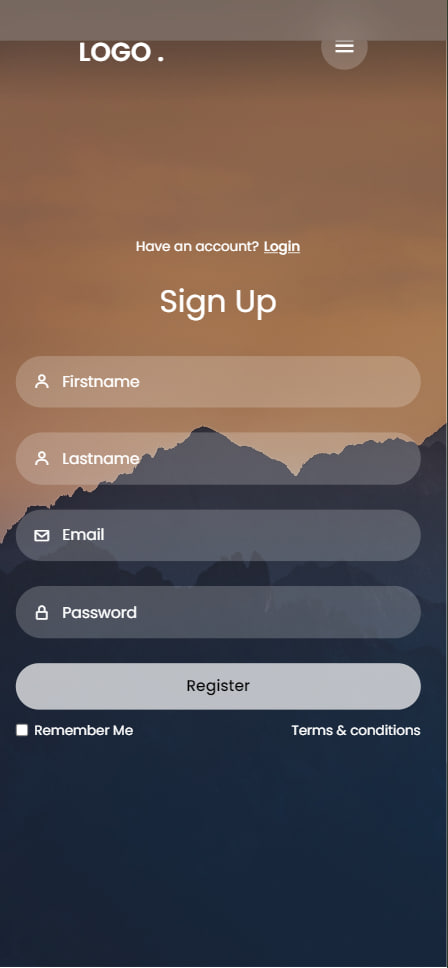 LOGO .
Have an account? Login
Sign Up
Firstname
Lastname
Email
Password
Register
Remember Me Terms & conditions